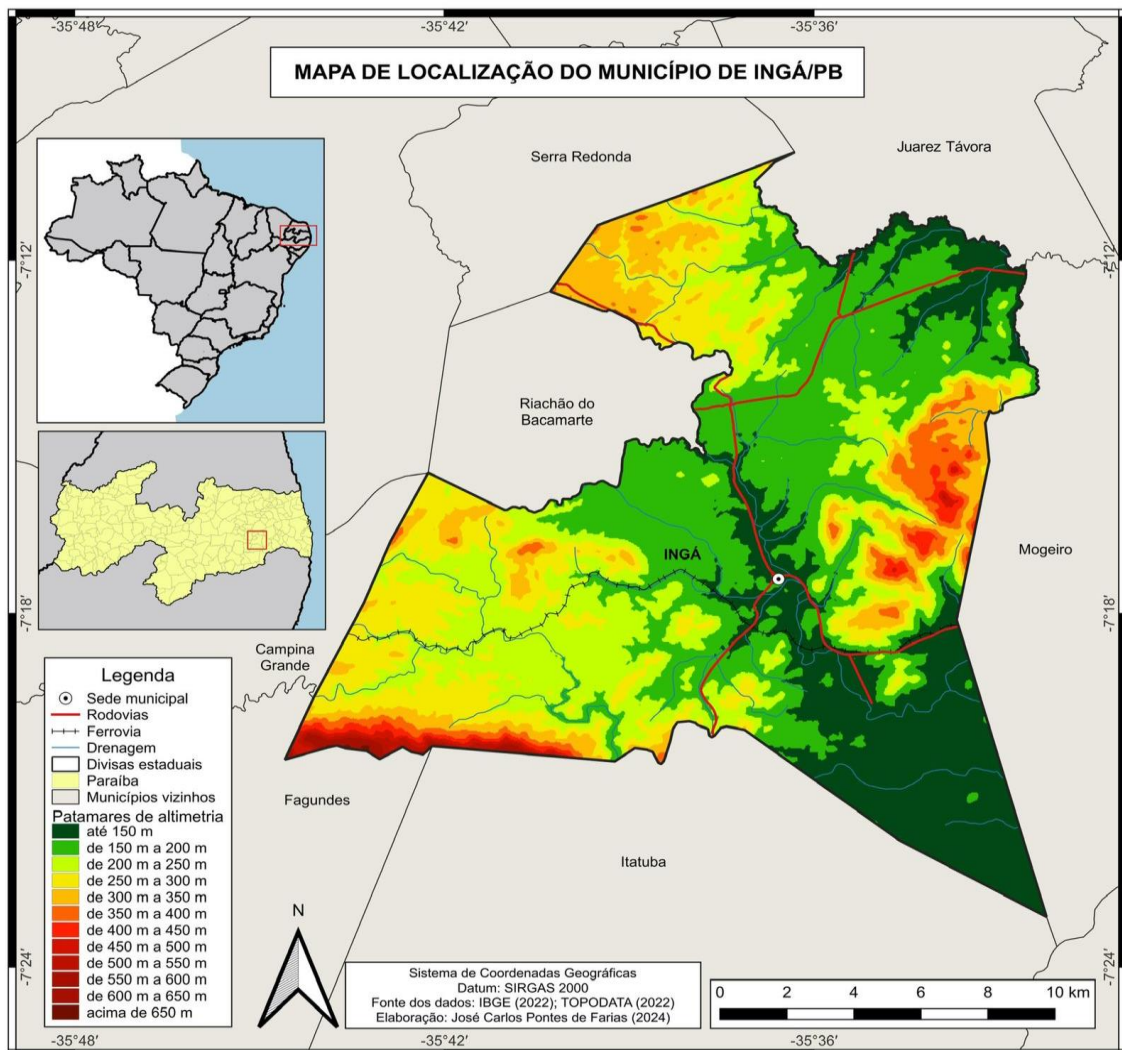 -35°48′
-35°42′
-35°36′
MAPA DE LOCALIZAÇÃO DO MUNICÍPIO DE INGÁ/PB
Serra Redonda
Juarez Távora
-7°12′
-7°12′
Riachão do
Bacamarte
INGÁ
Mogeiro
-7°18′
-7°18′
Campina
Grande
Fagundes
Itatuba
Legenda
Sede municipal
Rodovias
Ferrovia
Drenagem
Divisas estaduais
Paraíba
Municípios vizinhos
Patamares de altimetria
até 150 m
de 150 m a 200 m
de 200 m a 250 m
de 250 m a 300 m
de 300 m a 350 m
de 350 m a 400 m
de 400 m a 450 m
de 450 m a 500 m
de 500 m a 550 m
de 550 m a 600 m
de 600 m a 650 m
acima de 650 m
N
Sistema de Coordenadas Geográficas
Datum: SIRGAS 2000
Fonte dos dados: IBGE (2022); TOPODATA (2022)
Elaboração: José Carlos Pontes de Farias (2024)
0 2 4 6 8 10 km
-7°24′
-7°24′
-35°48′
-35°42′
-35°36′